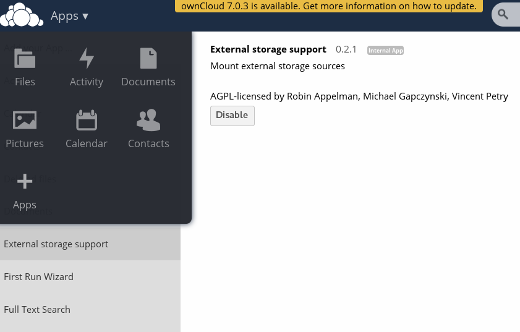 Apps ▾
ownCloud 7.0.3 is available. Get more information on how to update.
Files
Activity
Documents
Pictures
Calendar
Contacts
Apps
External storage support
First Run Wizard
Full Text Search
External storage support 0.2.1 Internal App
Mount external storage sources
AGPL-licensed by Robin Appelman, Michael Gapczynski, Vincent Petry
Disable